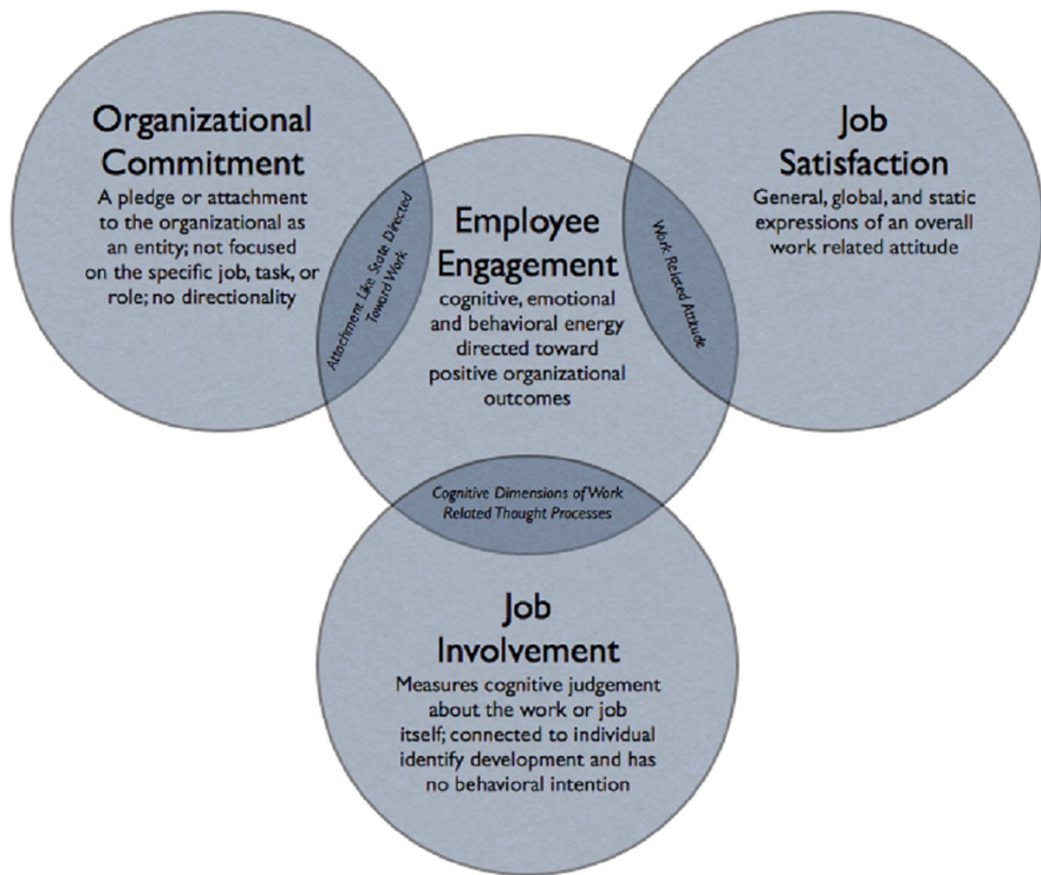 Organizational
Commitment
A pledge or attachment
to the organizational as
an entity; not focused
on the specific job, task, or
role; no directionality
Attachment Like State Directed
Toward Work
Employee
Engagement
cognitive, emotional
and behavioral energy
directed toward
positive organizational
outcomes
Work Related Attitude
Job
Satisfaction
General, global, and static
expressions of an overall
work related attitude
Cognitive Dimensions of Work
Related Thought Processes
Job
Involvement
Measures cognitive judgement
about the work or job
itself; connected to individual
identify development and has
no behavioral intention